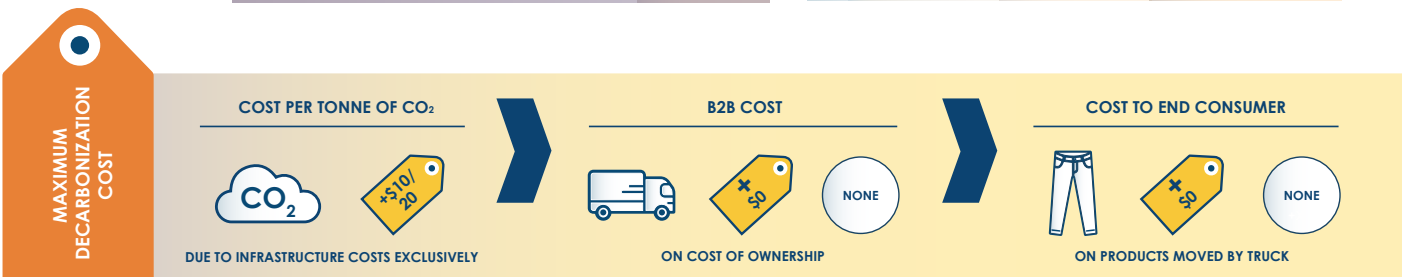 MAXIMUM
DECARBONIZATION
COST
COST PER TONNE OF CO₂
CO₂
+$10/
20
DUE TO INFRASTRUCTURE COSTS EXCLUSIVELY
B2B COST
+
$0
NONE
ON COST OF OWNERSHIP
COST TO END CONSUMER
+
$0
NONE
ON PRODUCTS MOVED BY TRUCK